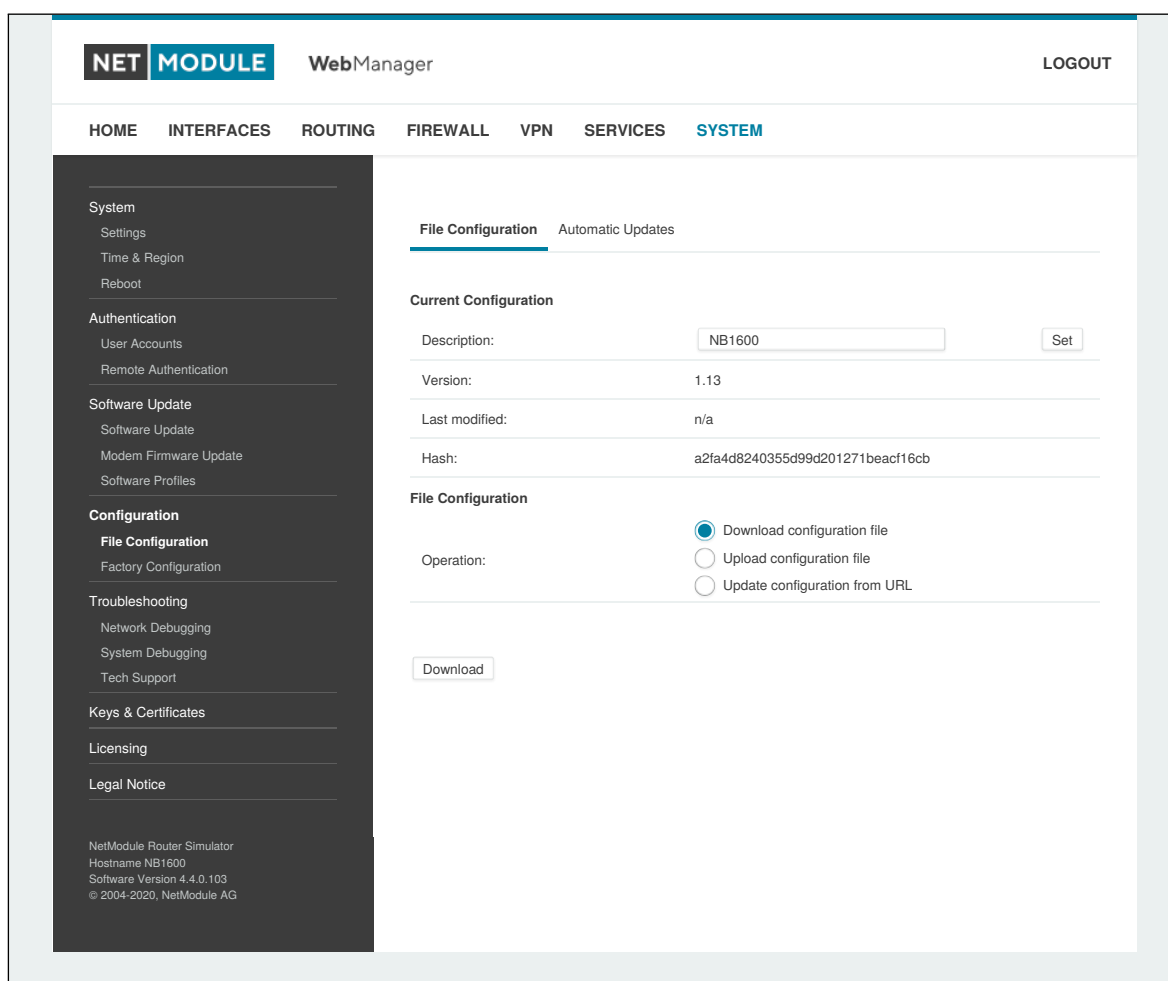 NET MODULE WebManager LOGOUT
HOME INTERFACES ROUTING FIREWALL VPN SERVICES SYSTEM
System
Settings
Time & Region
Reboot
Authentication
User Accounts
Remote Authentication
Software Update
Software Update
Modem Firmware Update
Software Profiles
Configuration
File Configuration
Factory Configuration
Troubleshooting
Network Debugging
System Debugging
Tech Support
Keys & Certificates
Licensing
Legal Notice
NetModule Router Simulator
Hostname NB1600
Software Version 4.4.0.103
© 2004-2020, NetModule AG
File Configuration Automatic Updates
Current Configuration
Description: NB1600 Set
Version: 1.13
Last modified: n/a
Hash: a2fa4d8240355d99d201271beacf16cb
File Configuration
Operation:
Download configuration file
Upload configuration file
Update configuration from URL
Download